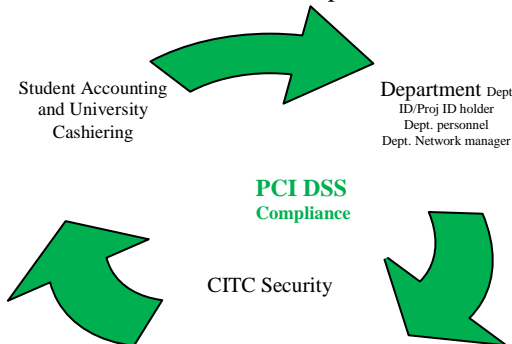 Student Accounting
and University
Cashiering
Department Dept
ID/Proj ID holder
Dept. personnel
Dept. Network manager
PCI DSS
Compliance
CITC Security